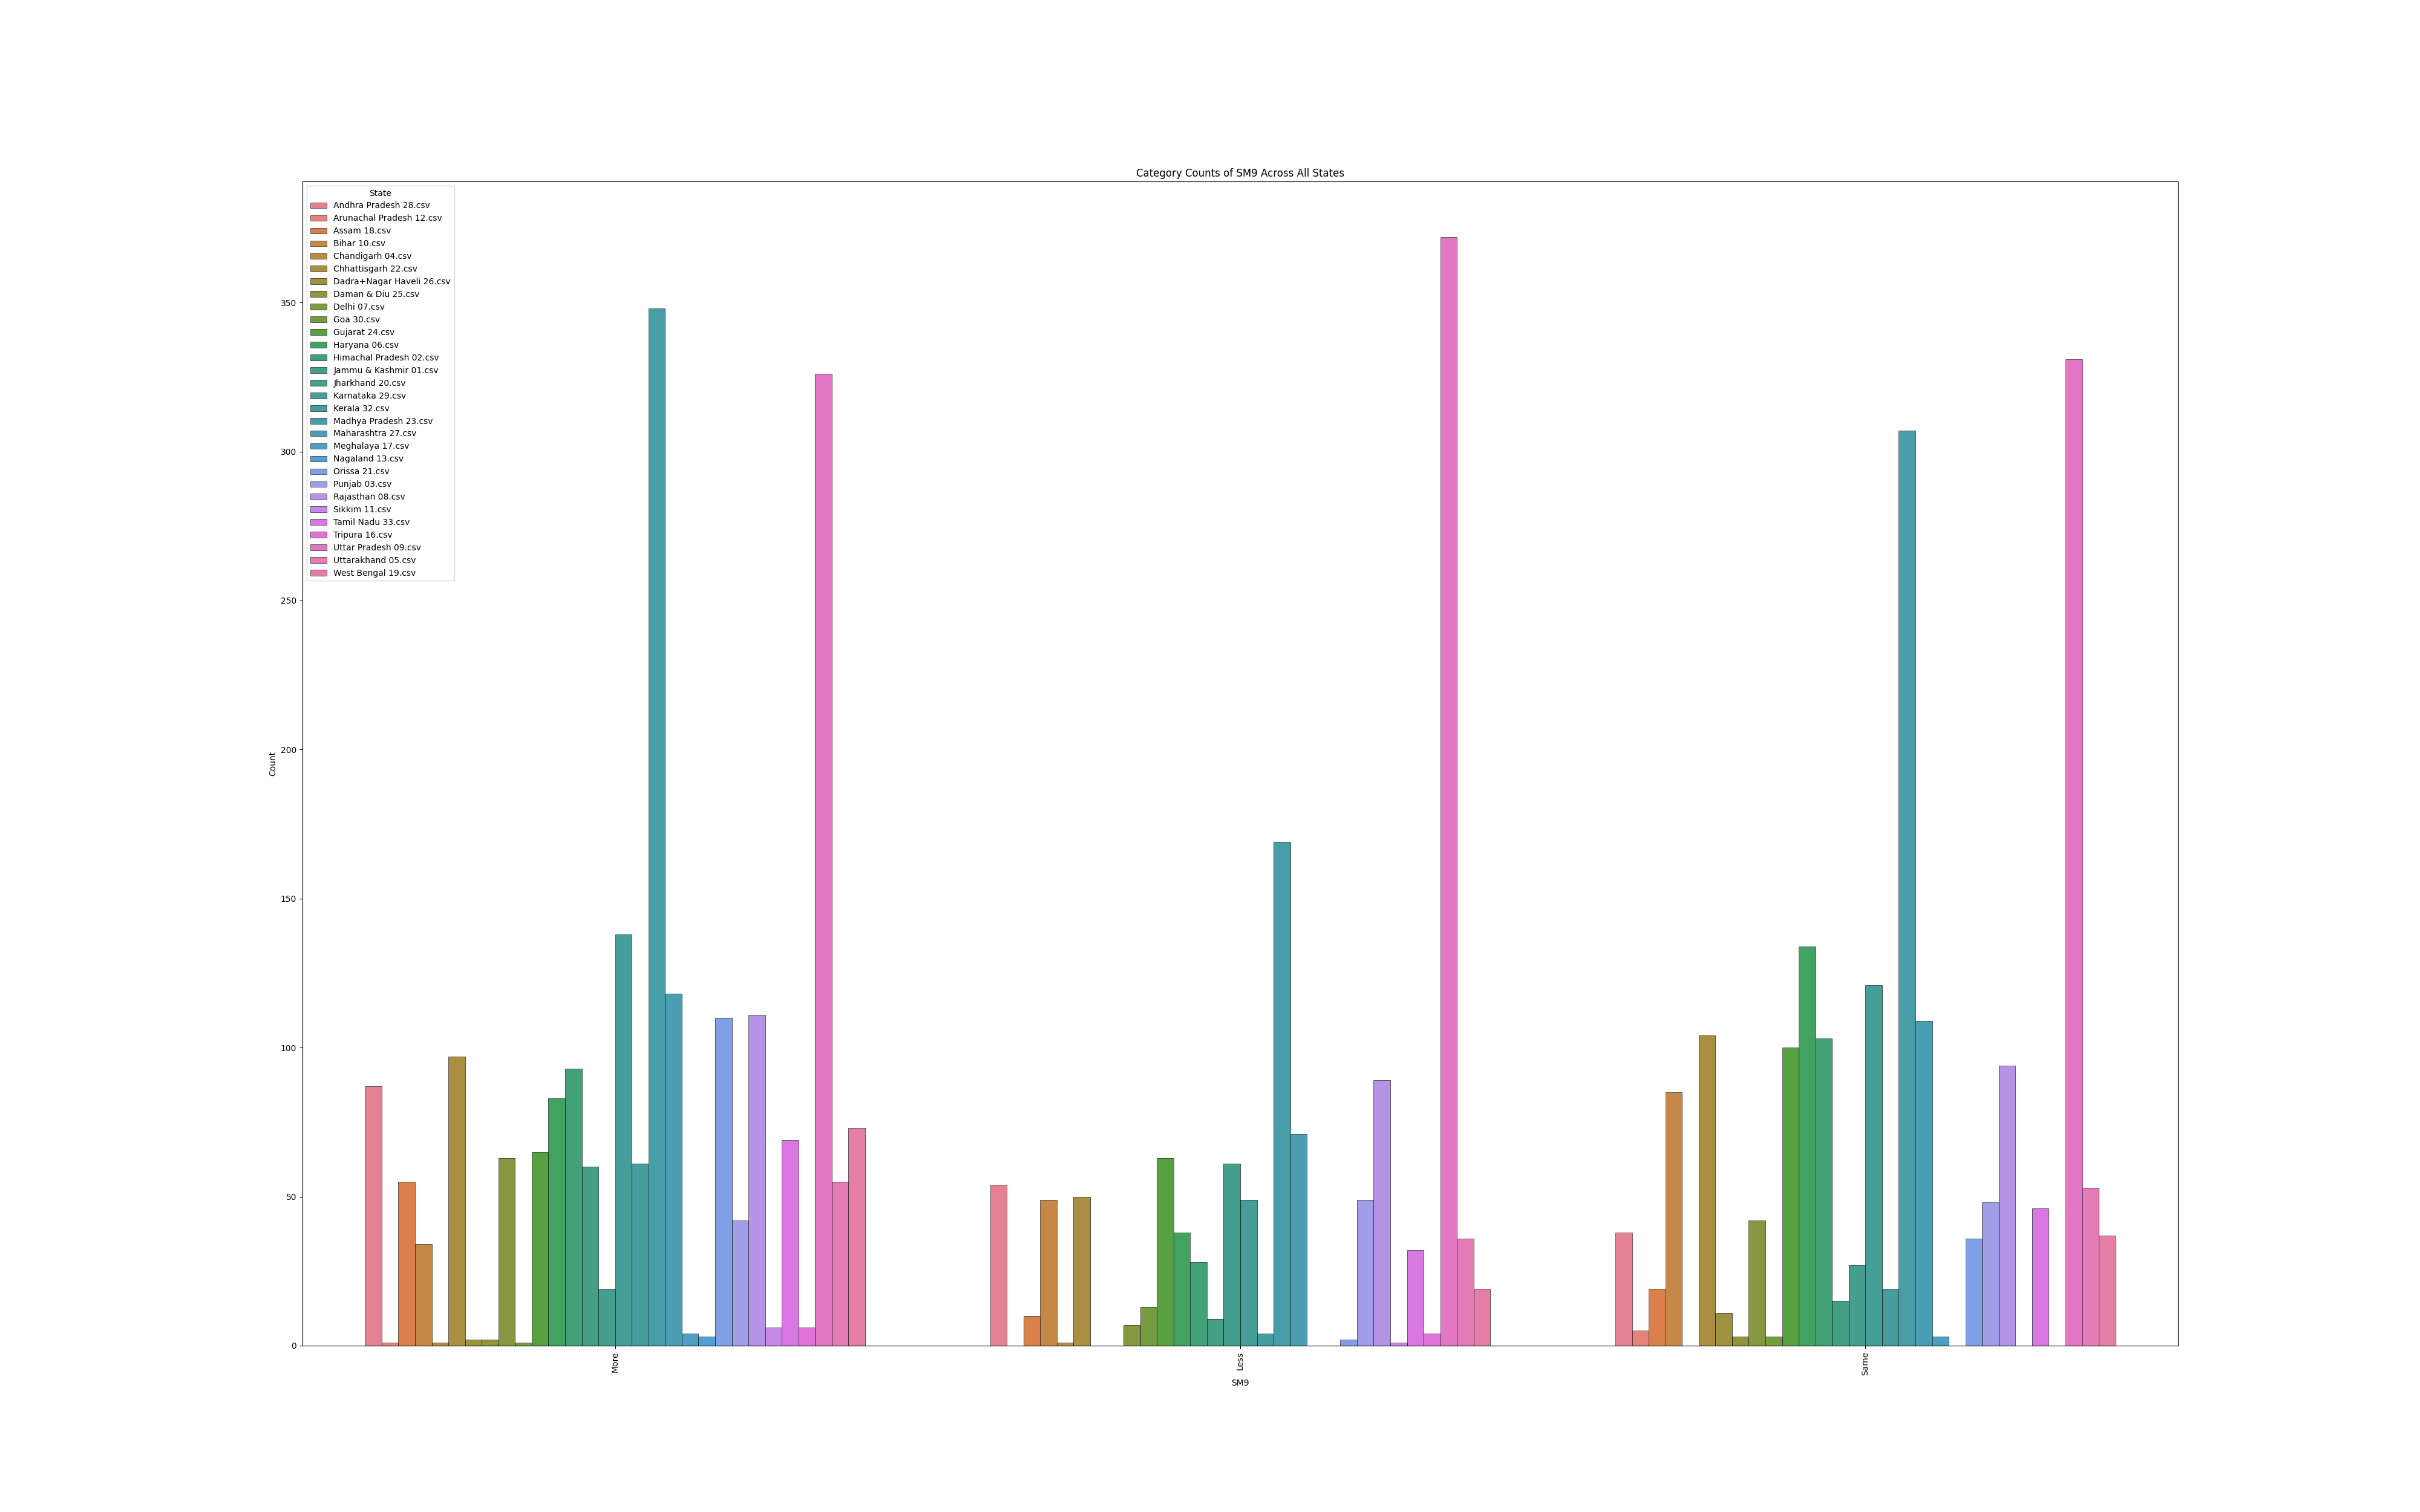 Category Counts of SM9 Across All States
State
Andhra Pradesh 28.csv
Arunachal Pradesh 12.csv
Assam 18.csv
Bihar 10.csv
Chandigarh 04.csv
Chhattisgarh 22.csv
Dadra+Nagar Haveli 26.csv
Daman & Diu 25.csv
Delhi 07.csv
Goa 30.csv
Gujarat 24.csv
Haryana 06.csv
Himachal Pradesh 02.csv
Jammu & Kashmir 01.csv
Jharkhand 20.csv
Karnataka 29.csv
Kerala 32.csv
Madhya Pradesh 23.csv
Maharashtra 27.csv
Meghalaya 17.csv
Nagaland 13.csv
Orissa 21.csv
Punjab 03.csv
Rajasthan 08.csv
Sikkim 11.csv
Tamil Nadu 33.csv
Tripura 16.csv
Uttar Pradesh 09.csv
Uttarakhand 05.csv
West Bengal 19.csv
350
300
250
200
150
100
50
0
Count
More
Less
Same
SM9